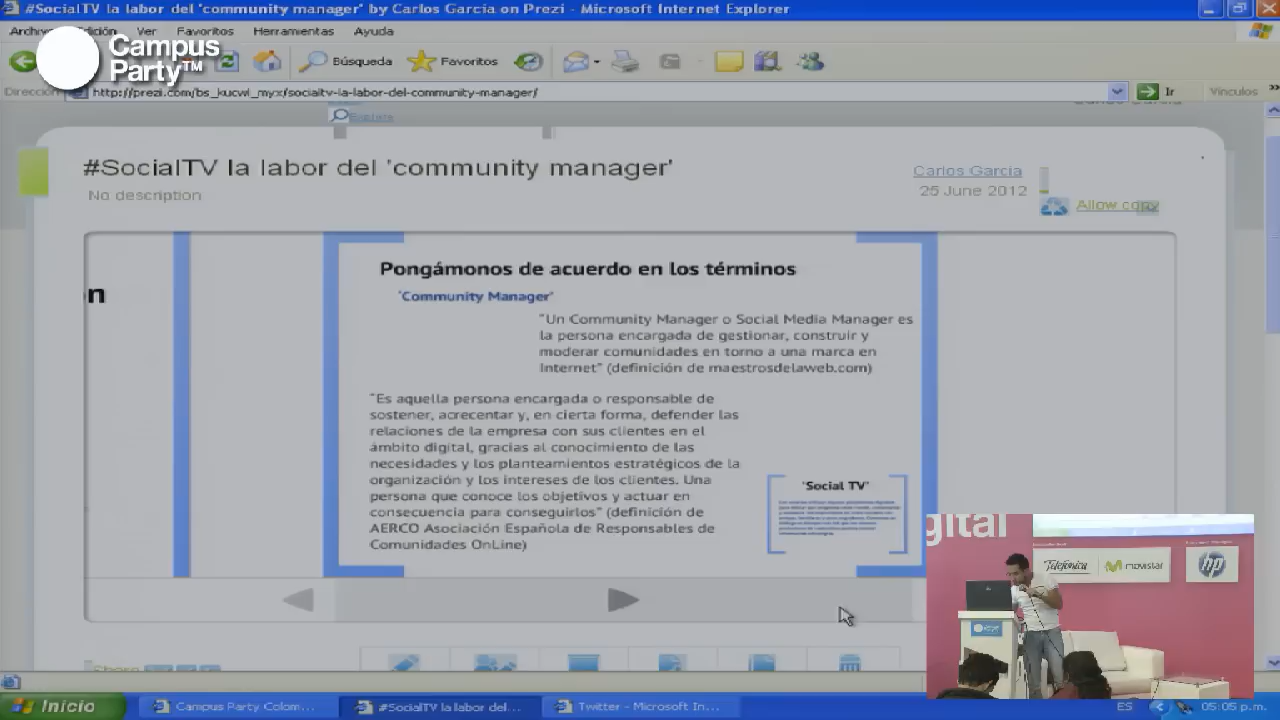 #SocialTV la labor del 'community manager' by Carlos Garcia on Prezi - Microsoft Internet Explorer
Ver Favoritos Herramientas Ayuda
Campus
Party™
Búsqueda Favoritos
Dirección http://prezi.com/bs_kucwl_myx/socialtv-la-labor-del-community-manager/ Ir Vínculos
#SocialTV la labor del 'community manager'
No description
Carlos Garcia
25 June 2012
Allow copy
on
Pongámonos de acuerdo en los términos
'Community Manager'
"Un Community Manager o Social Media Manager es
la persona encargada de gestionar, construir y
moderar comunidades en torno a una marca en
Internet" (definición de maestrosdelaweb.com)
"Es aquella persona encargada o responsable de
sostener, acrecentar y, en cierta forma, defender las
relaciones de la empresa con sus clientes en el
ámbito digital, gracias al conocimiento de las
necesidades y los planteamientos estratégicos de la
organización y los intereses de los clientes. Una
persona que conoce los objetivos y actuar en
consecuencia para conseguirlos" (definición de
AERCO Asociación Española de Responsables de
Comunidades OnLine)
'Social TV'
gital
Telefónica
movistar
hp
Share
Inicio
Campus Party Colom...
#SocialTV la labor del...
Twitter - Microsoft In...
ES
05:05 p.m.